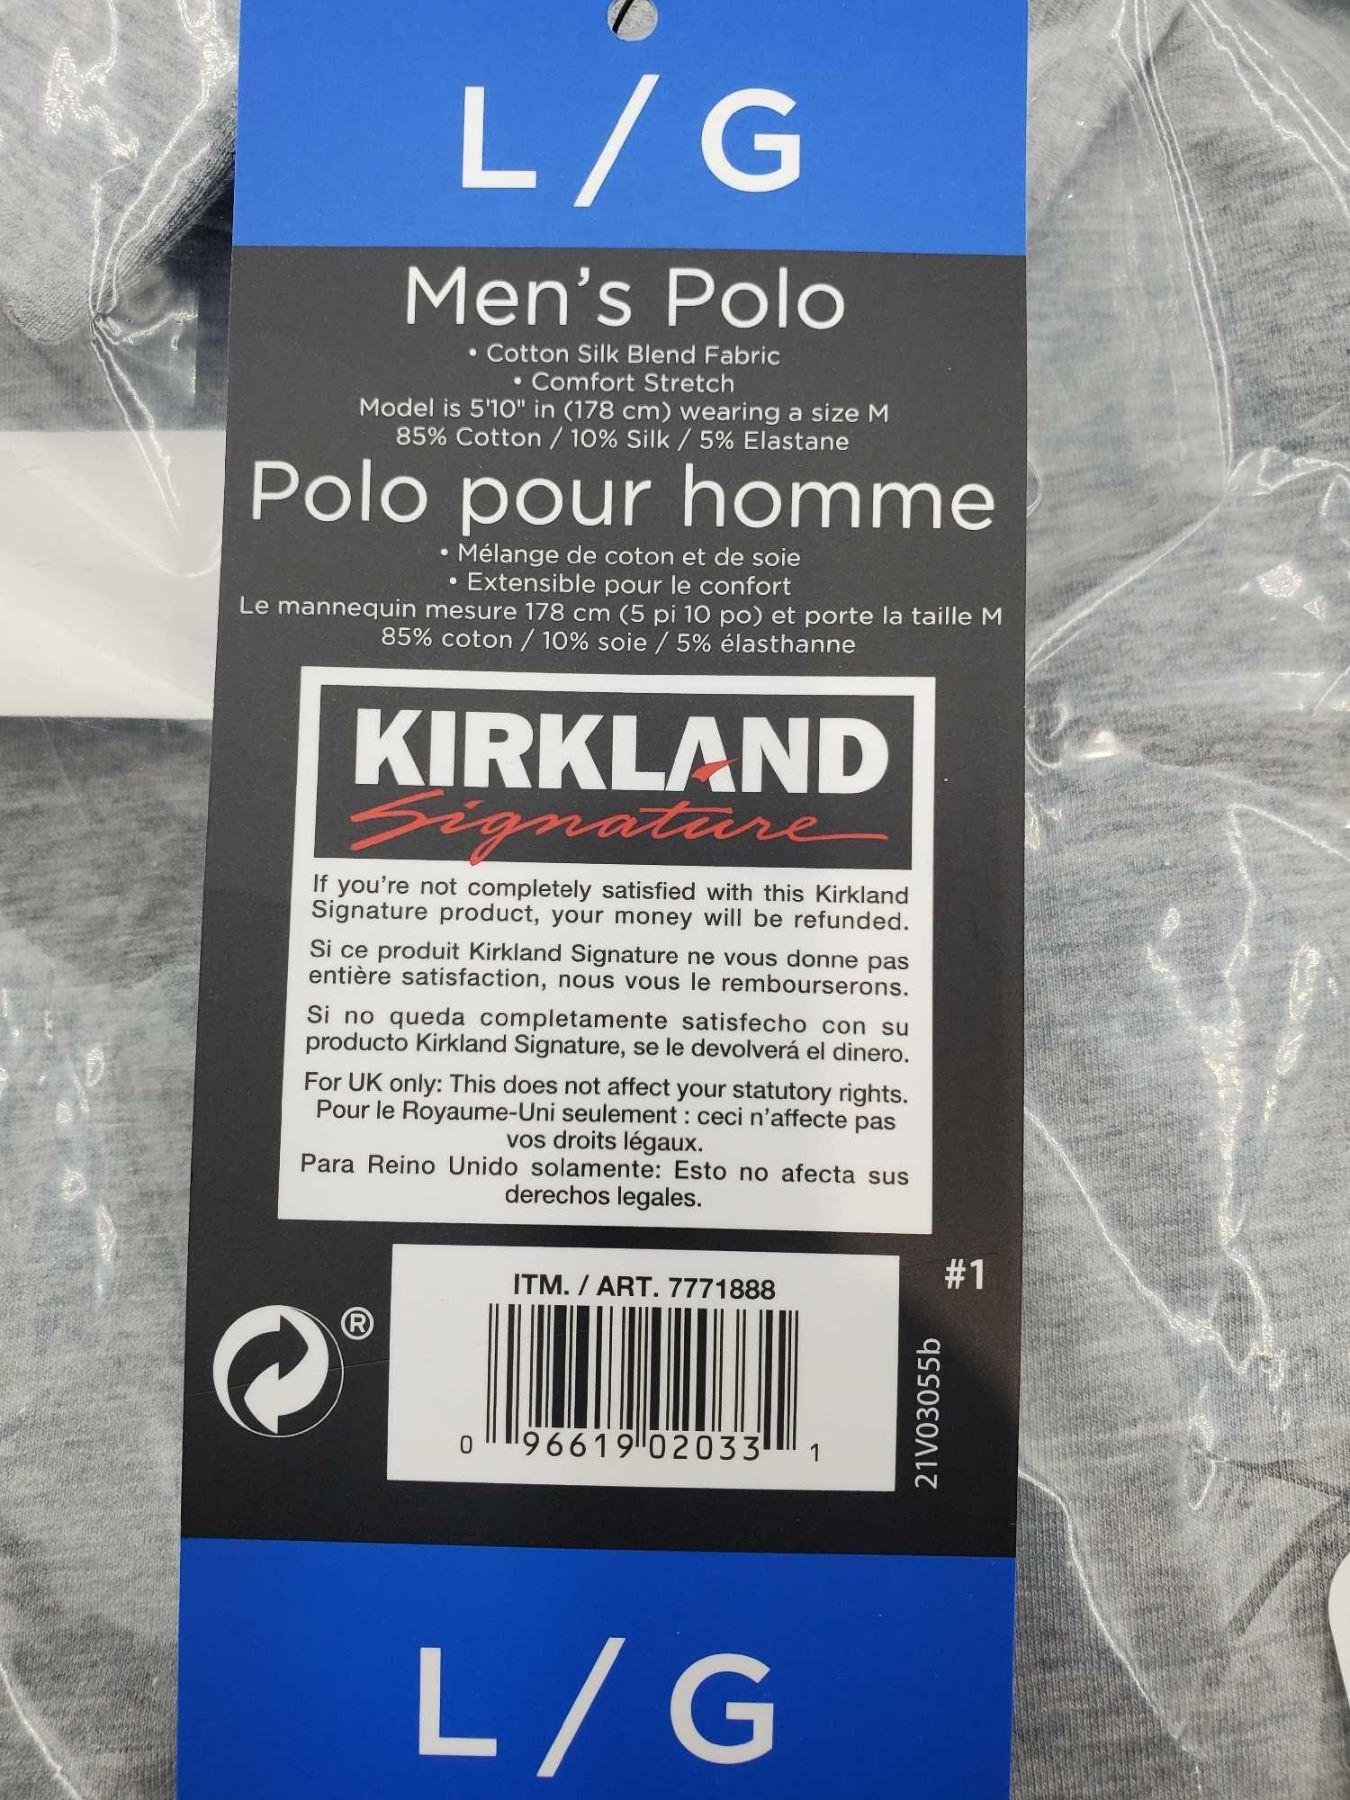 L / G
Men's Polo
• Cotton Silk Blend Fabric
• Comfort Stretch
Model is 5'10" in (178 cm) wearing a size M
85% Cotton / 10% Silk / 5% Elastane
Polo pour homme
• Mélange de coton et de soie
• Extensible pour le confort
Le mannequin mesure 178 cm (5 pi 10 po) et porte la taille M
85% coton / 10% soie / 5% élasthanne
KIRKLAND
Signature
If you're not completely satisfied with this Kirkland
Signature product, your money will be refunded.
Si ce produit Kirkland Signature ne vous donne pas
entière satisfaction, nous vous le rembourserons.
Si no queda completamente satisfecho con su
producto Kirkland Signature, se le devolverá el dinero.
For UK only: This does not affect your statutory rights.
Pour le Royaume-Uni seulement : ceci n'affecte pas
vos droits légaux.
Para Reino Unido solamente: Esto no afecta sus
derechos legales.
#1
ITM. / ART. 7771888
®
21V03055b
0 96619 02033 1
L / G